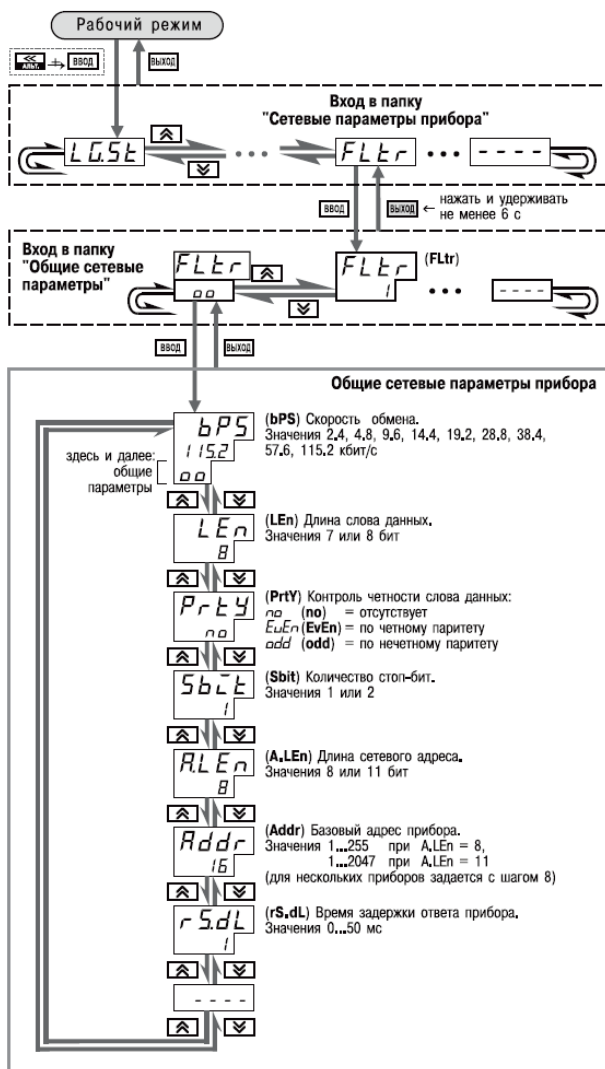 Рабочий режим
<<
АЛЬТ.
ВВОД
ВЫХОД
Вход в папку
"Сетевые параметры прибора"
LG.St
• • •
FLtr
• • •
- - - -
ВВОД
ВЫХОД
← нажать и удерживать
не менее 6 с
Вход в папку
"Общие сетевые
параметры"
FLtr
oo
FLtr
1
(FLtr)
• • •
- - - -
ВВОД
ВЫХОД
Общие сетевые параметры прибора
здесь и далее:
общие
параметры
bPS
115.2
oo
(bPS) Скорость обмена.
Значения 2.4, 4.8, 9.6, 14.4, 19.2, 28.8, 38.4,
57.6, 115.2 кбит/с
LEn
8
(LEn) Длина слова данных.
Значения 7 или 8 бит
PrtY
no
(PrtY) Контроль четности слова данных:
no (no) = отсутствует
EvEn (EvEn) = по четному паритету
odd (odd) = по нечетному паритету
Sbit
1
(Sbit) Количество стоп-бит.
Значения 1 или 2
A.LEn
8
(A.LEn) Длина сетевого адреса.
Значения 8 или 11 бит
Addr
16
(Addr) Базовый адрес прибора.
Значения 1...255 при A.LEn = 8,
1...2047 при A.LEn = 11
(для нескольких приборов задается с шагом 8)
rS.dL
1
(rS.dL) Время задержки ответа прибора.
Значения 0...50 мс
- - - -